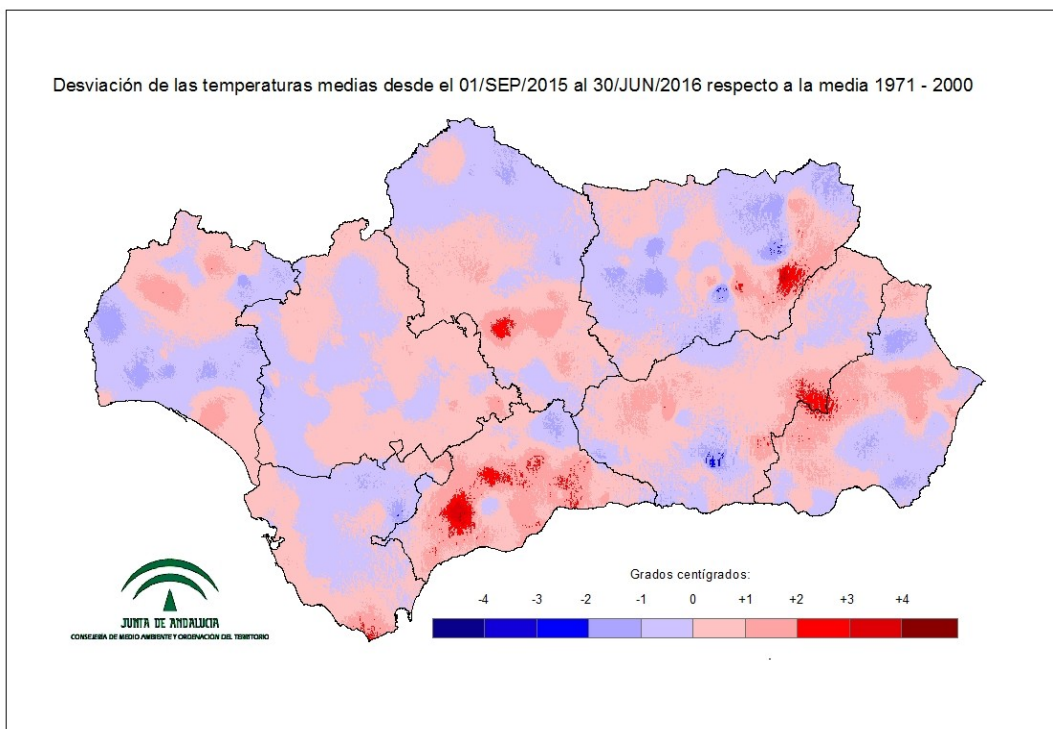 Desviación de las temperaturas medias desde el 01/SEP/2015 al 30/JUN/2016 respecto a la media 1971 - 2000
Grados centígrados:
-4 -3 -2 -1 0 +1 +2 +3 +4
JUNTA DE ANDALUCIA
CONSEJERIA DE MEDIO AMBIENTE Y ORDENACIÓN DEL TERRITORIO